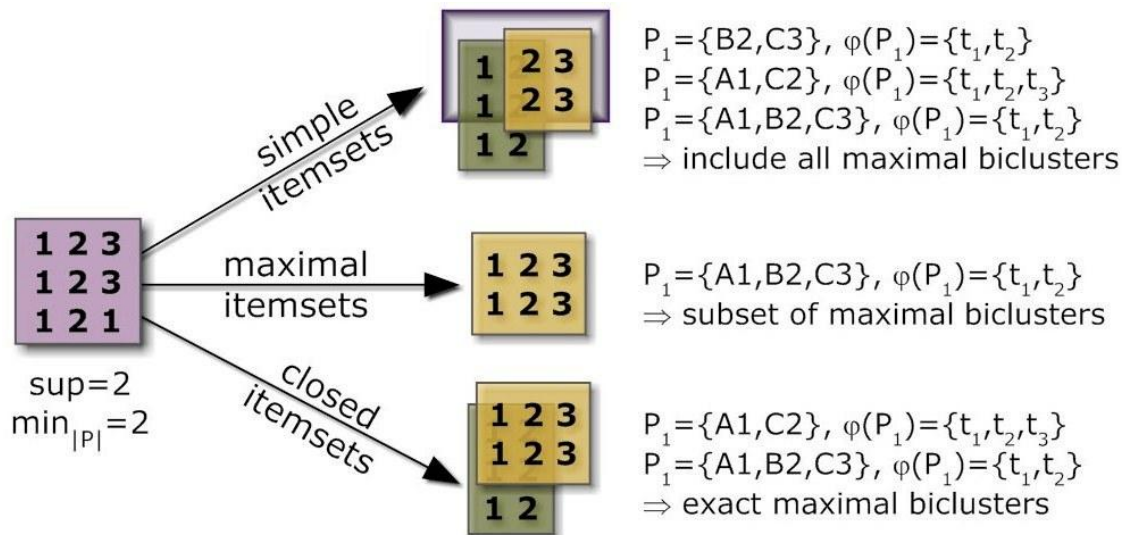 1 2 3
1 2 3
1 2 1
sup=2
min|P|=2
simple
itemsets
maximal
itemsets
closed
itemsets
1 2 3
1 2 3
1 2
P₁={B2,C3}, φ(P₁)={t₁,t₂}
P₁={A1,C2}, φ(P₁)={t₁,t₂,t₃}
P₁={A1,B2,C3}, φ(P₁)={t₁,t₂}
⇒ include all maximal biclusters
1 2 3
1 2 3
P₁={A1,B2,C3}, φ(P₁)={t₁,t₂}
⇒ subset of maximal biclusters
1 2 3
1 2 3
1 2
P₁={A1,C2}, φ(P₁)={t₁,t₂,t₃}
P₁={A1,B2,C3}, φ(P₁)={t₁,t₂}
⇒ exact maximal biclusters